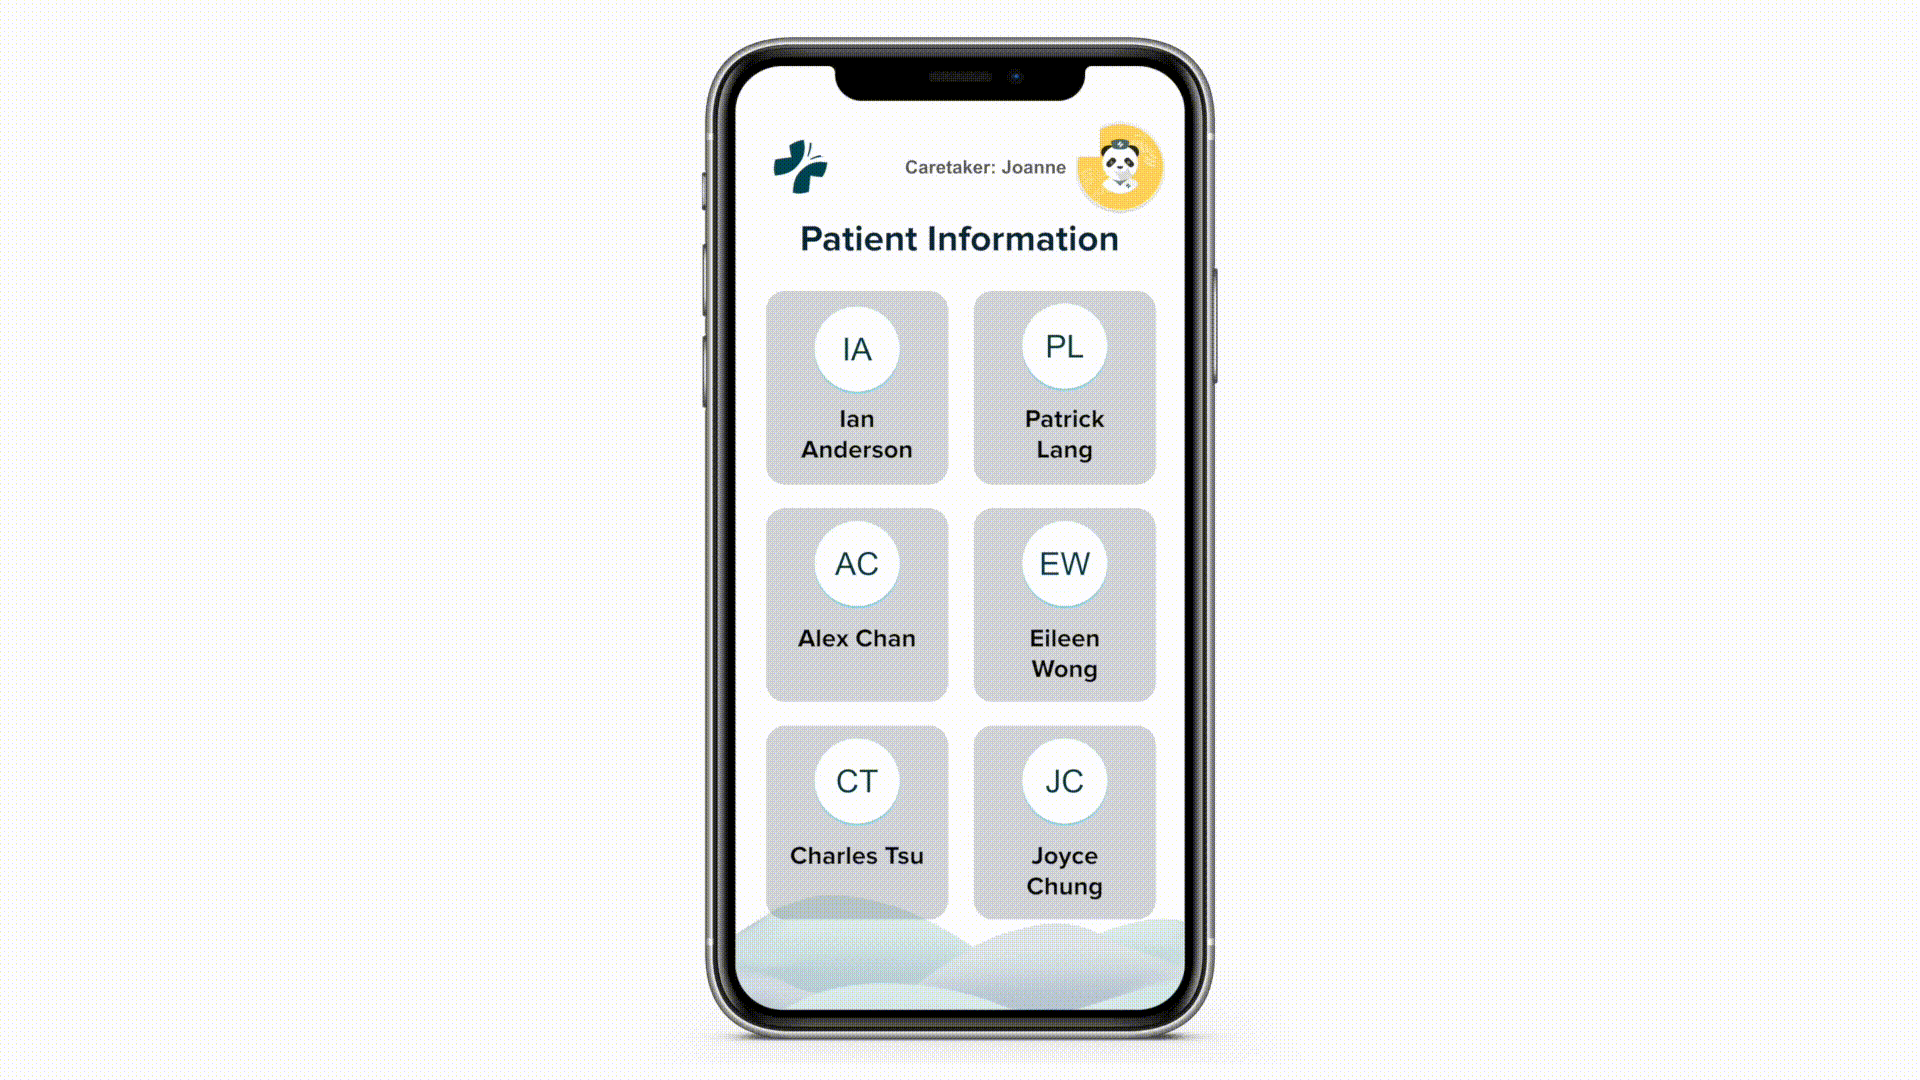 Caretaker: Joanne
Patient Information
IA
PL
Ian
Anderson
Patrick
Lang
AC
EW
Alex Chan
Eileen
Wong
CT
JC
Charles Tsu
Joyce
Chung